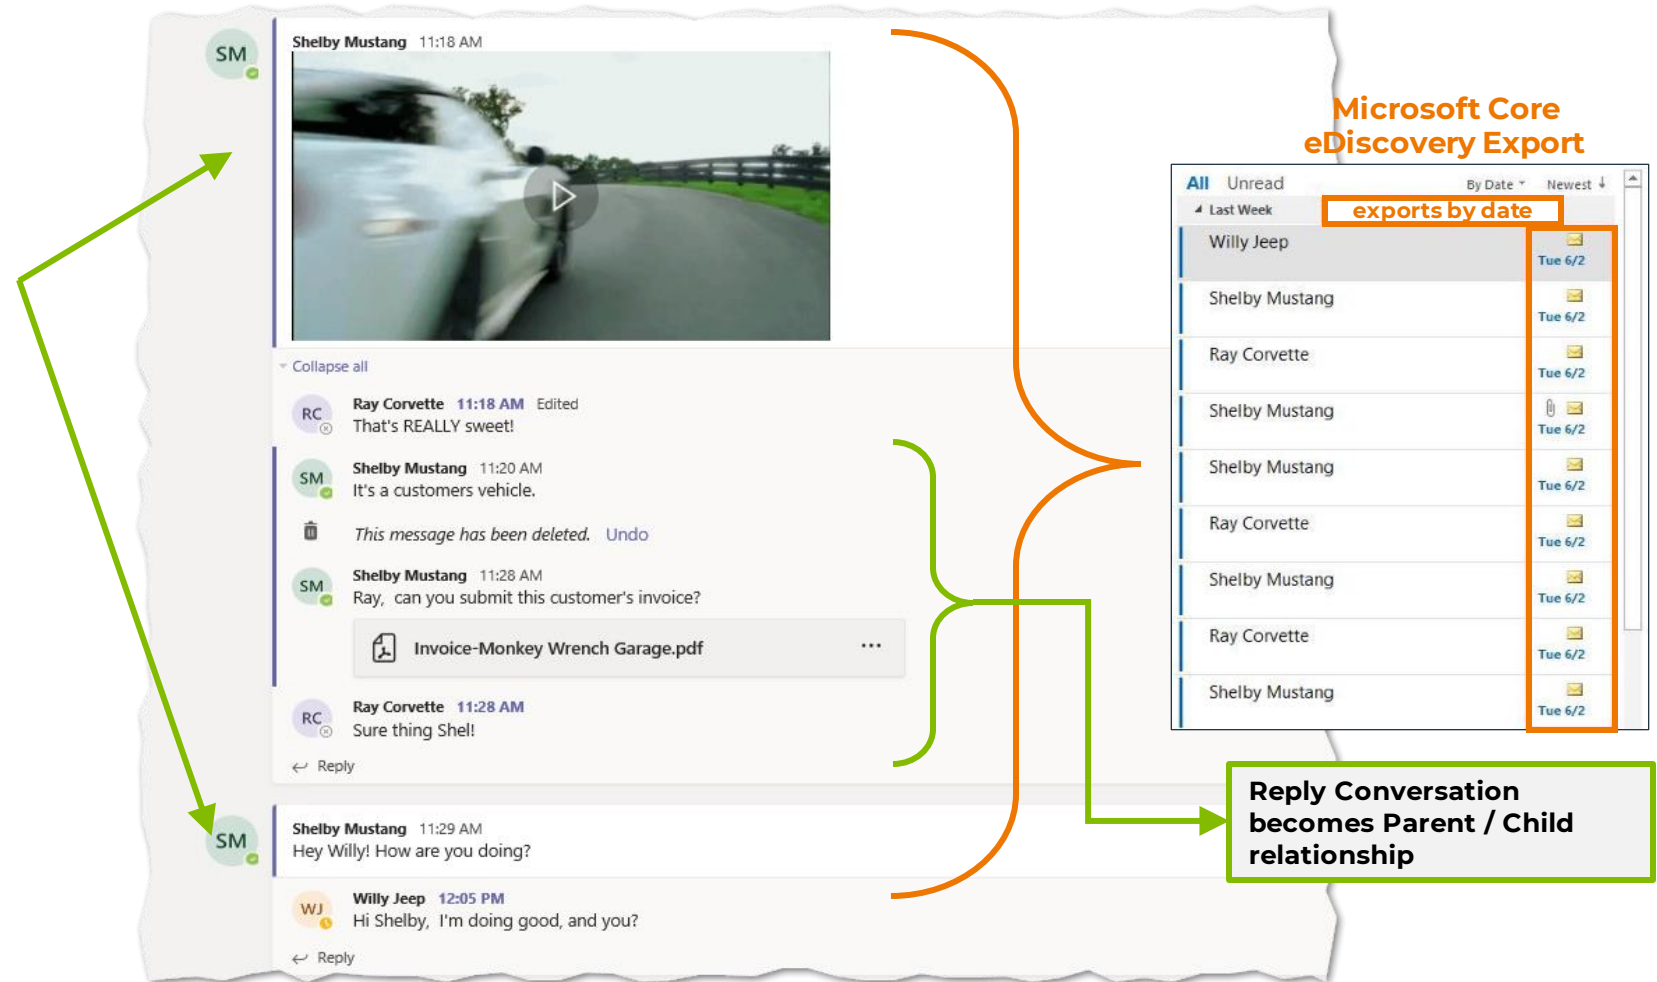 SM
Shelby Mustang 11:18 AM
Collapse all
RC
Ray Corvette 11:18 AM Edited
That's REALLY sweet!
SM
Shelby Mustang 11:20 AM
It's a customers vehicle.
This message has been deleted. Undo
SM
Shelby Mustang 11:28 AM
Ray, can you submit this customer's invoice?
Invoice-Monkey Wrench Garage.pdf ...
RC
Ray Corvette 11:28 AM
Sure thing Shel!
Reply
SM
Shelby Mustang 11:29 AM
Hey Willy! How are you doing?
WJ
Willy Jeep 12:05 PM
Hi Shelby, I'm doing good, and you?
Reply
Microsoft Core
eDiscovery Export
All Unread By Date Newest ↓
Last Week exports by date
Willy Jeep
Tue 6/2
Shelby Mustang
Tue 6/2
Ray Corvette
Tue 6/2
Shelby Mustang
Tue 6/2
Shelby Mustang
Tue 6/2
Ray Corvette
Tue 6/2
Shelby Mustang
Tue 6/2
Ray Corvette
Tue 6/2
Shelby Mustang
Tue 6/2
Reply Conversation
becomes Parent / Child
relationship